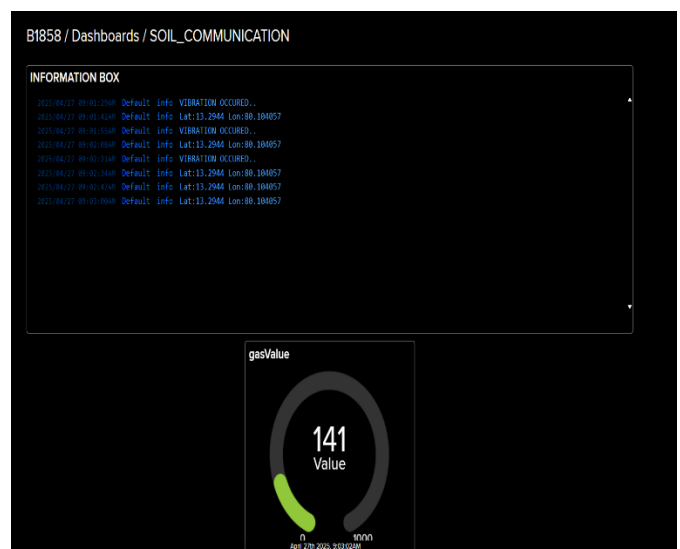 B1858 / Dashboards / SOIL_COMMUNICATION
INFORMATION BOX
Default info VIBRATION OCCURED..
Default info Lat:13.2944 Lon:80.104057
Default info VIBRATION OCCURED..
Default info Lat:13.2944 Lon:80.104057
Default info VIBRATION OCCURED..
Default info Lat:13.2944 Lon:80.104057
Default info Lat:13.2944 Lon:80.104057
Default info Lat:13.2944 Lon:80.104057
gasValue
141
Value
0 1000
April 27th 2025, 9:03:02AM